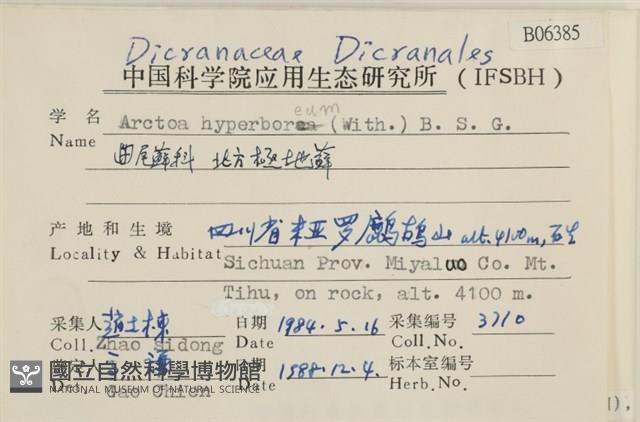 B06385
Dicranaceae Dicranales
中国科学院应用生态研究所 (IFSBH)
学名 Arctoa hyperborea eum (With.) B. S. G.
Name
曲尾藓科 北方極地藓
产地和生境 四川省 米亚罗鹧鸪山 alt. 4100m, 石生
Locality & Habitat Sichuan Prov. Miyaluo Co. Mt.
Tihu, on rock, alt. 4100 m.
采集人 日期 1984.5.16 采集编号 3710
Coll. Zhao Sidong Date Coll. No.
日期 1988.12.4. 标本室编号
Gao Chien Herb. No.
國立自然科學博物館
NATIONAL MUSEUM OF NATURAL SCIENCE